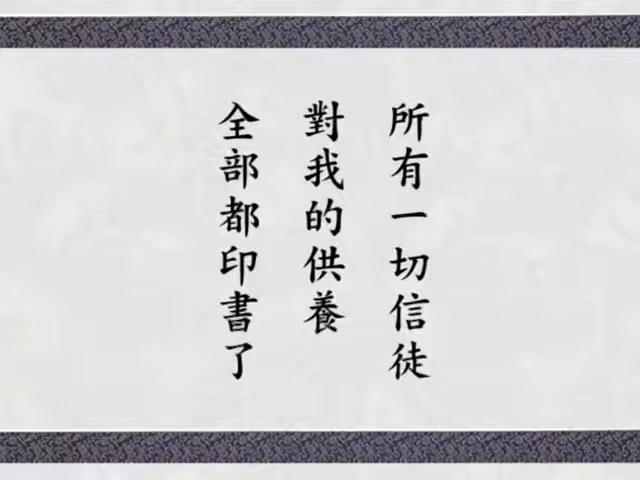 所有一切信徒
對我的供養
全部都印書了